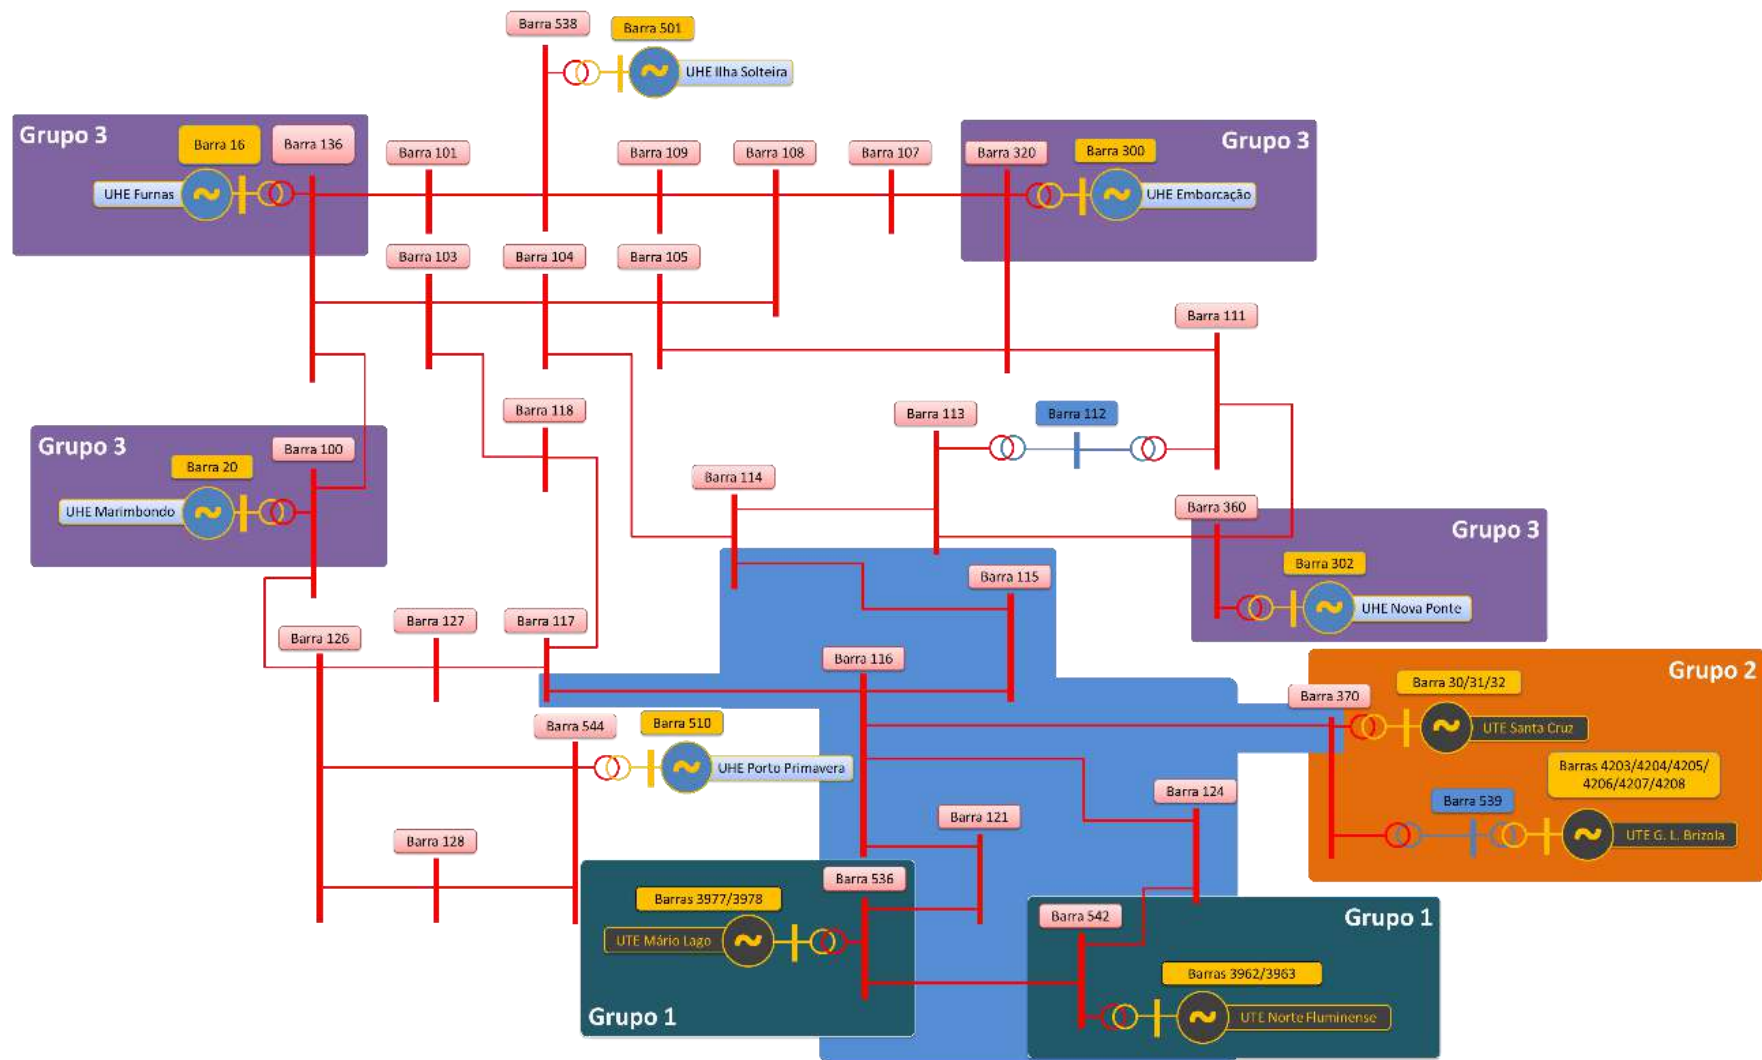 Barra 538
Barra 501
UHE Ilha Solteira
Grupo 3
Barra 16
Barra 136
UHE Furnas
Barra 101
Barra 109
Barra 108
Barra 107
Barra 320
Barra 300
Grupo 3
UHE Emborcação
Barra 103
Barra 104
Barra 105
Barra 111
Barra 118
Barra 113
Barra 112
Grupo 3
Barra 100
Barra 20
UHE Marimbondo
Barra 114
Barra 360
Grupo 3
Barra 302
UHE Nova Ponte
Barra 115
Barra 126
Barra 127
Barra 117
Barra 116
Grupo 2
Barra 370
Barra 30/31/32
UTE Santa Cruz
Barra 544
Barra 510
UHE Porto Primavera
Barras 4203/4204/4205/
4206/4207/4208
Barra 539
UTE G. L. Brizola
Barra 124
Barra 121
Barra 128
Barra 536
Barras 3977/3978
UTE Mário Lago
Grupo 1
Barra 542
Grupo 1
Barras 3962/3963
UTE Norte Fluminense